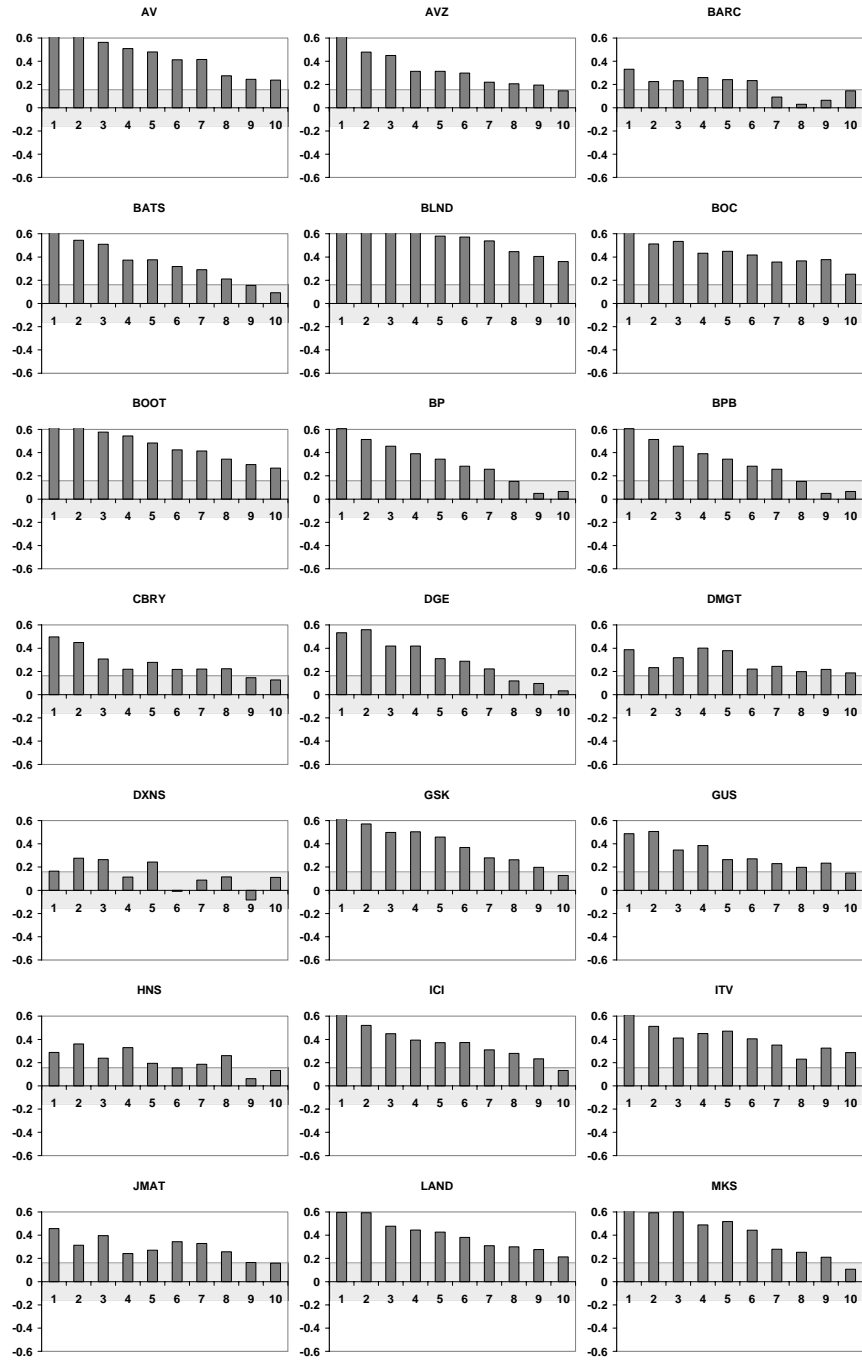 AV AVZ BARC
0.6 0.6 0.6
0.4 0.4 0.4
0.2 0.2 0.2
0 0 0
1 2 3 4 5 6 7 8 9 10 1 2 3 4 5 6 7 8 9 10 1 2 3 4 5 6 7 8 9 10
-0.2 -0.2 -0.2
-0.4 -0.4 -0.4
-0.6 -0.6 -0.6
BATS BLND BOC
0.6 0.6 0.6
0.4 0.4 0.4
0.2 0.2 0.2
0 0 0
1 2 3 4 5 6 7 8 9 10 1 2 3 4 5 6 7 8 9 10 1 2 3 4 5 6 7 8 9 10
-0.2 -0.2 -0.2
-0.4 -0.4 -0.4
-0.6 -0.6 -0.6
BOOT BP BPB
0.6 0.6 0.6
0.4 0.4 0.4
0.2 0.2 0.2
0 0 0
1 2 3 4 5 6 7 8 9 10 1 2 3 4 5 6 7 8 9 10 1 2 3 4 5 6 7 8 9 10
-0.2 -0.2 -0.2
-0.4 -0.4 -0.4
-0.6 -0.6 -0.6
CBRY DGE DMGT
0.6 0.6 0.6
0.4 0.4 0.4
0.2 0.2 0.2
0 0 0
1 2 3 4 5 6 7 8 9 10 1 2 3 4 5 6 7 8 9 10 1 2 3 4 5 6 7 8 9 10
-0.2 -0.2 -0.2
-0.4 -0.4 -0.4
-0.6 -0.6 -0.6
DXNS GSK GUS
0.6 0.6 0.6
0.4 0.4 0.4
0.2 0.2 0.2
0 0 0
1 2 3 4 5 6 7 8 9 10 1 2 3 4 5 6 7 8 9 10 1 2 3 4 5 6 7 8 9 10
-0.2 -0.2 -0.2
-0.4 -0.4 -0.4
-0.6 -0.6 -0.6
HNS ICI ITV
0.6 0.6 0.6
0.4 0.4 0.4
0.2 0.2 0.2
0 0 0
1 2 3 4 5 6 7 8 9 10 1 2 3 4 5 6 7 8 9 10 1 2 3 4 5 6 7 8 9 10
-0.2 -0.2 -0.2
-0.4 -0.4 -0.4
-0.6 -0.6 -0.6
JMAT LAND MKS
0.6 0.6 0.6
0.4 0.4 0.4
0.2 0.2 0.2
0 0 0
1 2 3 4 5 6 7 8 9 10 1 2 3 4 5 6 7 8 9 10 1 2 3 4 5 6 7 8 9 10
-0.2 -0.2 -0.2
-0.4 -0.4 -0.4
-0.6 -0.6 -0.6